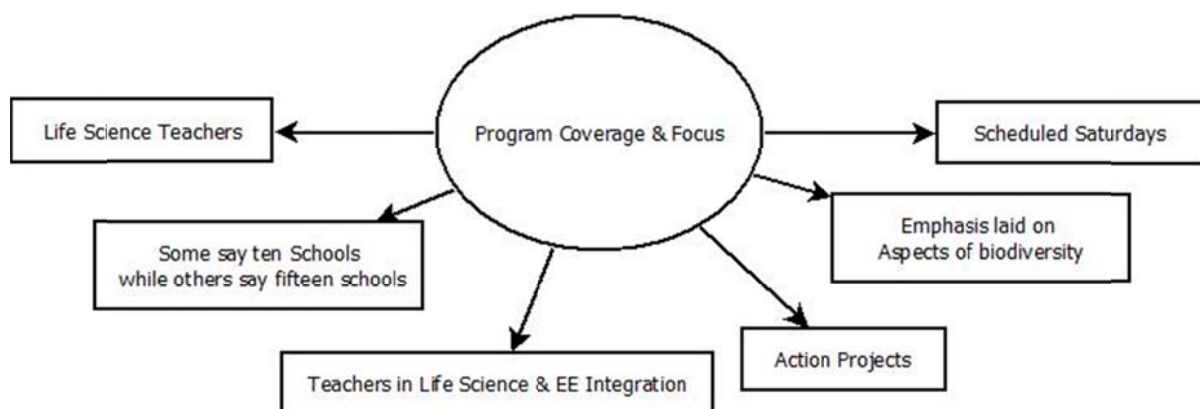 Program Coverage & Focus
Life Science Teachers
Scheduled Saturdays
Some say ten Schools
while others say fifteen schools
Emphasis laid on
Aspects of biodiversity
Teachers in Life Science & EE Integration
Action Projects